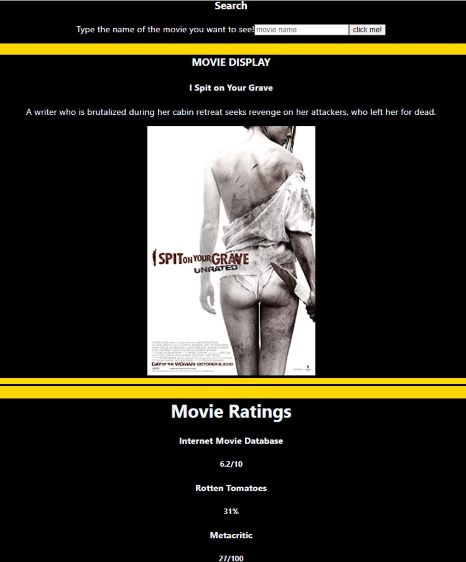 Search
Type the name of the movie you want to see! movie name click me!
MOVIE DISPLAY
I Spit on Your Grave
A writer who is brutalized during her cabin retreat seeks revenge on her attackers, who left her for dead.
I SPIT ON YOUR GRAVE
UNRATED
DAY OF THE WOMAN • OCTOBER 8, 2010
Movie Ratings
Internet Movie Database
6.2/10
Rotten Tomatoes
31%
Metacritic
27/100